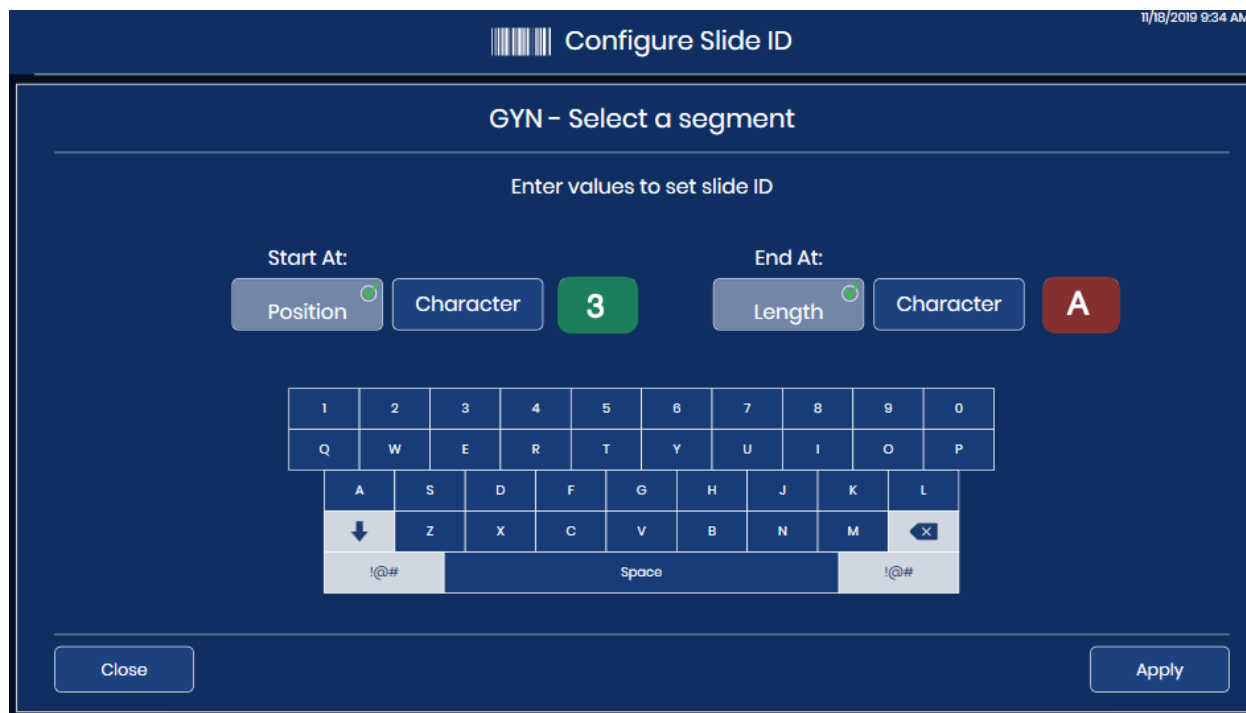 11/18/2019 9:34 AM
Configure Slide ID
GYN - Select a segment
Enter values to set slide ID
Start At: End At:
Position Character 3 Length Character A
1 2 3 4 5 6 7 8 9 0
Q W E R T Y U I O P
A S D F G H J K L
Z X C V B N M
!@# Space !@#
Close Apply